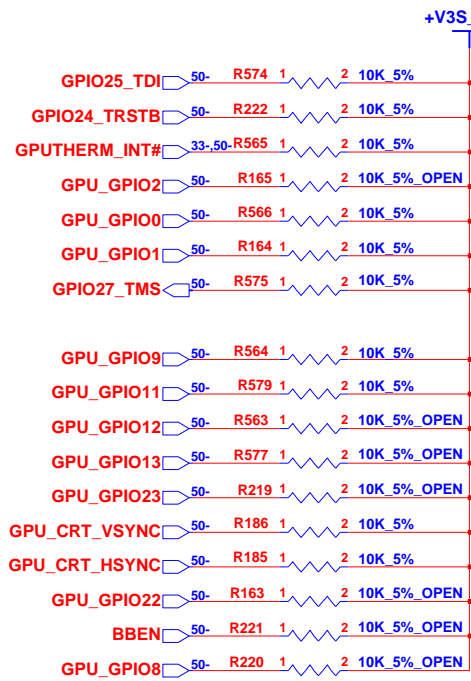 +V3S_
GPIO25_TDI 50- R574 1 2 10K_5%
GPIO24_TRSTB 50- R222 1 2 10K_5%
GPUTHERM_INT# 33-,50- R565 1 2 10K_5%
GPU_GPIO2 50- R165 1 2 10K_5%_OPEN
GPU_GPIO0 50- R566 1 2 10K_5%
GPU_GPIO1 50- R164 1 2 10K_5%
GPIO27_TMS 50- R575 1 2 10K_5%
GPU_GPIO9 50- R564 1 2 10K_5%
GPU_GPIO11 50- R579 1 2 10K_5%
GPU_GPIO12 50- R563 1 2 10K_5%_OPEN
GPU_GPIO13 50- R577 1 2 10K_5%_OPEN
GPU_GPIO23 50- R219 1 2 10K_5%_OPEN
GPU_CRT_VSYNC 50- R186 1 2 10K_5%
GPU_CRT_HSYNC 50- R185 1 2 10K_5%
GPU_GPIO22 50- R163 1 2 10K_5%_OPEN
BBEN 50- R221 1 2 10K_5%_OPEN
GPU_GPIO8 50- R220 1 2 10K_5%_OPEN